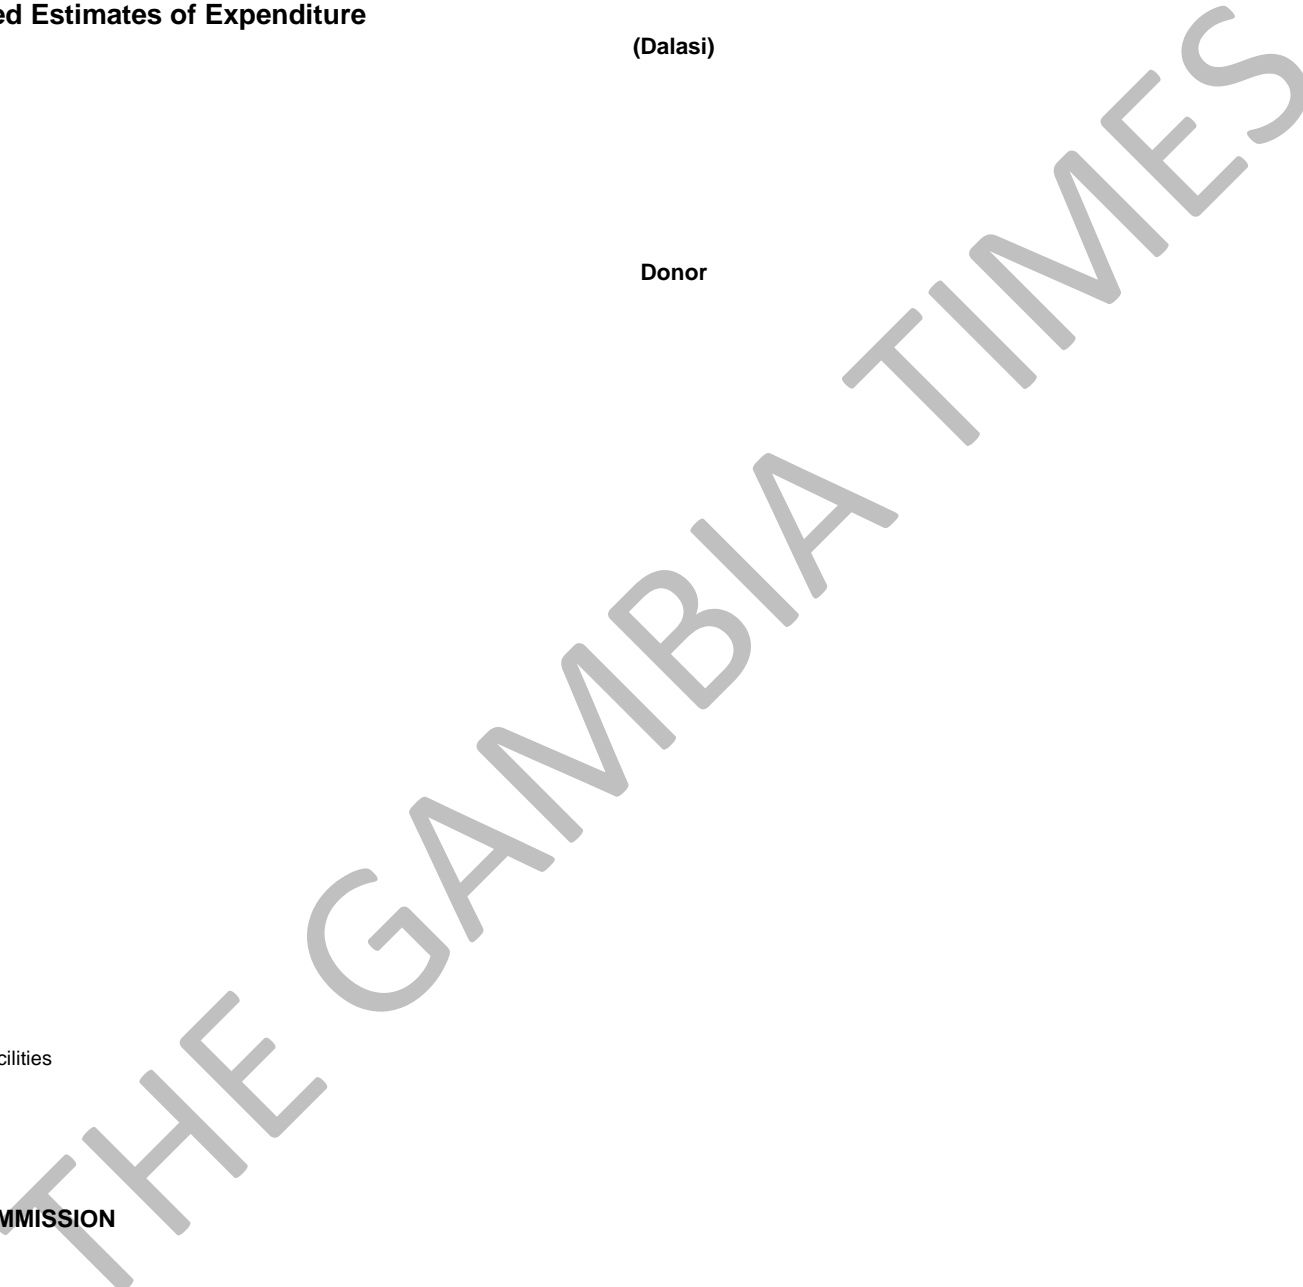 ed Estimates of Expenditure
(Dalasi)
Donor
cilities
MMISSION
THE GAMBIA TIMES